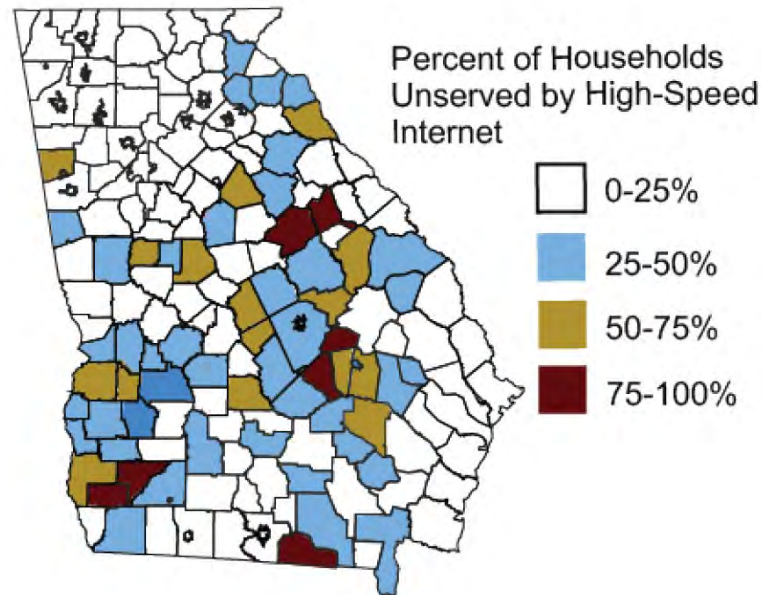 Percent of Households
Unserved by High-Speed
Internet
0-25%
25-50%
50-75%
75-100%